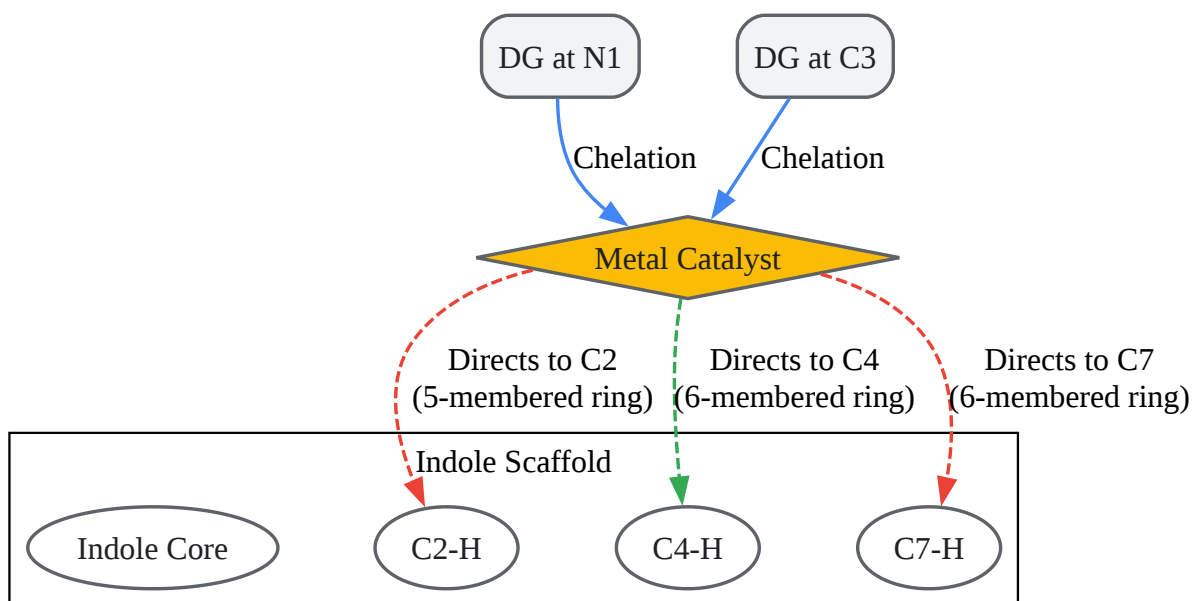 DG at N1
DG at C3
Chelation
Chelation
Metal Catalyst
Directs to C2
(5-membered ring)
Directs to C4
(6-membered ring)
Directs to C7
(6-membered ring)
Indole Scaffold
Indole Core
C2-H
C4-H
C7-H